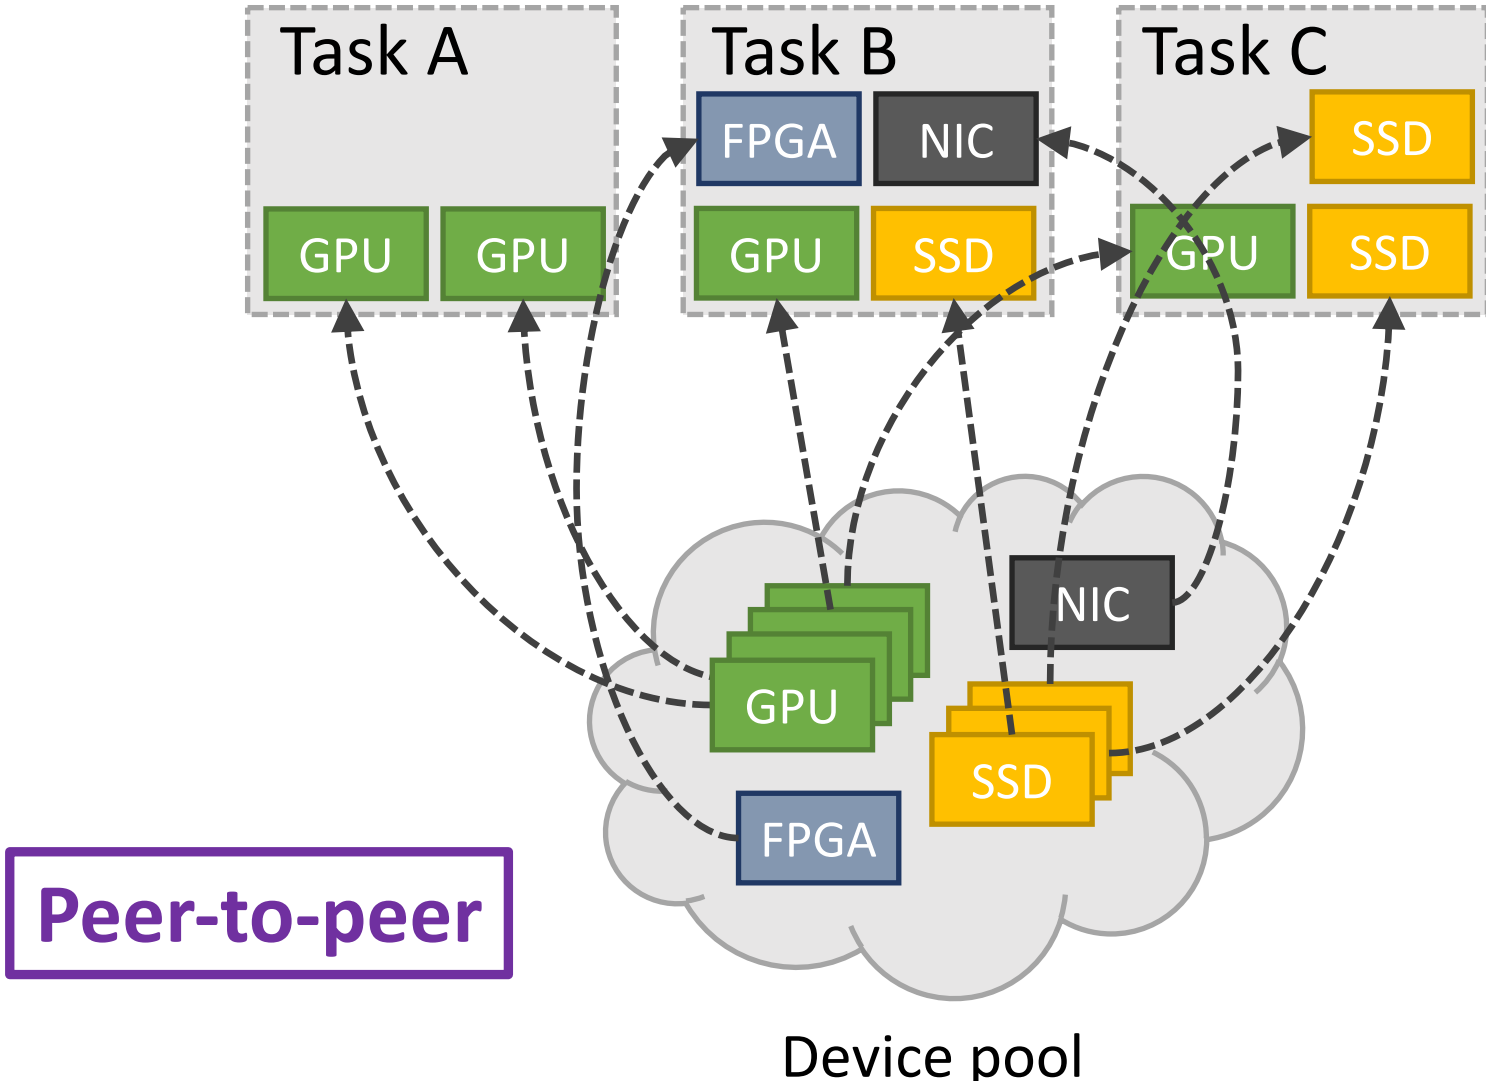 Task A
Task B
Task C
FPGA
NIC
SSD
GPU
GPU
GPU
SSD
GPU
SSD
NIC
GPU
SSD
FPGA
Peer-to-peer
Device pool